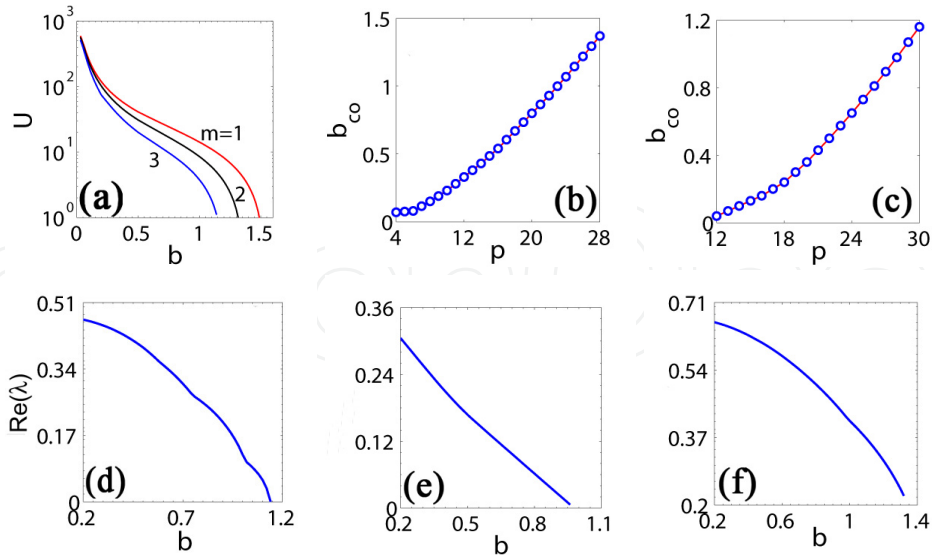 10³
10²
10¹
10⁰
U
m=1
2
3
(a)
0
0.5
1
1.5
b
1.5
1
0.5
0
b_co
(b)
4
12
20
28
p
1.2
0.8
0.4
0
b_co
(c)
12
18
24
30
p
0.51
0.34
0.17
0
Re(λ)
(d)
0.2
0.7
1.2
b
0.36
0.24
0.12
0
(e)
0.2
0.5
0.8
1.1
b
0.71
0.54
0.37
0.2
(f)
0.2
0.6
1
1.4
b